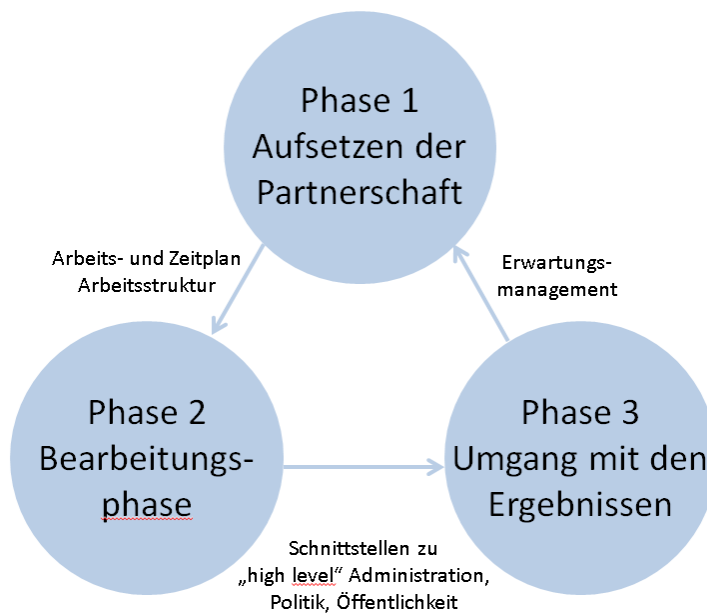 Phase 1
Aufsetzen der
Partnerschaft
Arbeits- und Zeitplan
Arbeitsstruktur
Erwartungs-
management
Phase 2
Bearbeitungs-
phase
Phase 3
Umgang mit den
Ergebnissen
Schnittstellen zu
„high level“ Administration,
Politik, Öffentlichkeit